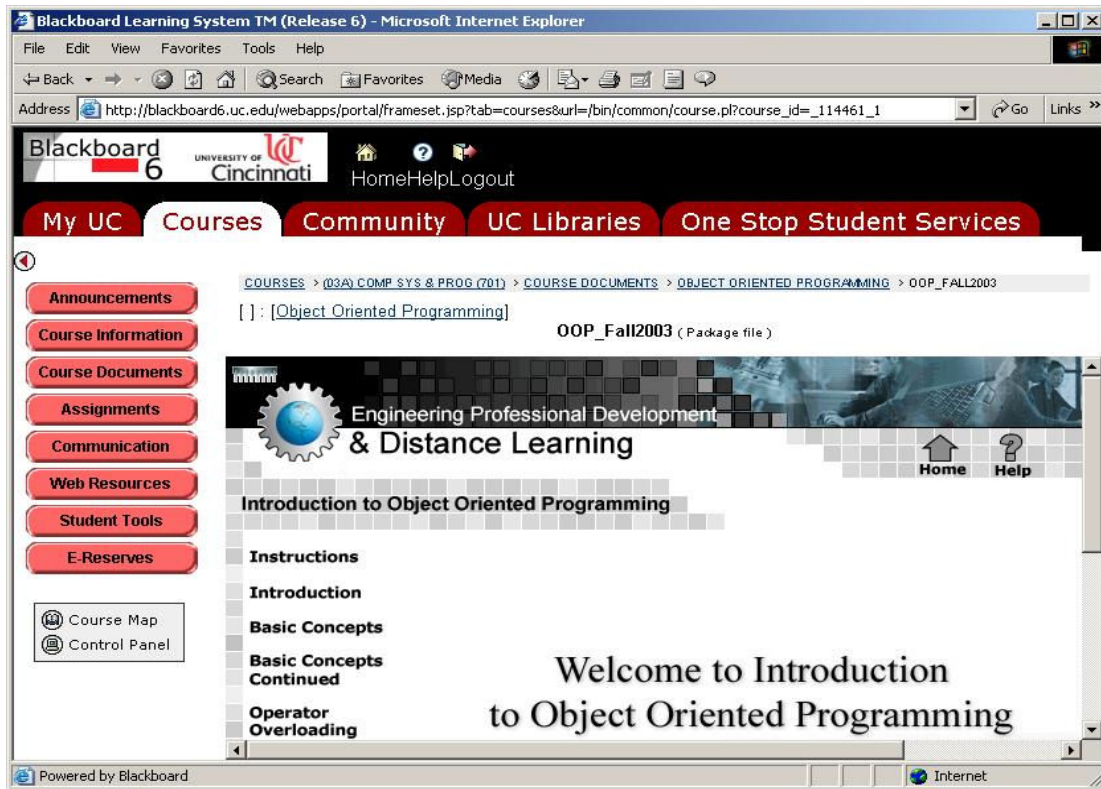 Blackboard Learning System TM (Release 6) - Microsoft Internet Explorer
File Edit View Favorites Tools Help
Back Search Favorites Media
Address http://blackboard6.uc.edu/webapps/portal/frameset.jsp?tab=courses&url=/bin/common/course.pl?course_id=_114461_1 Go Links »
Blackboard
6
UNIVERSITY OF UC
Cincinnati
HomeHelpLogout
My UC Courses Community UC Libraries One Stop Student Services
COURSES > (03A) COMP SYS & PROG (701) > COURSE DOCUMENTS > OBJECT ORIENTED PROGRAMMING > OOP_FALL2003
[ ] : [Object Oriented Programming]
OOP_Fall2003 ( Package file )
Announcements
Course Information
Course Documents
Assignments
Communication
Web Resources
Student Tools
E-Reserves
Course Map
Control Panel
Engineering Professional Development
& Distance Learning
Home Help
Introduction to Object Oriented Programming
Instructions
Introduction
Basic Concepts
Basic Concepts
Continued
Operator
Overloading
Welcome to Introduction
to Object Oriented Programming
Powered by Blackboard
Internet